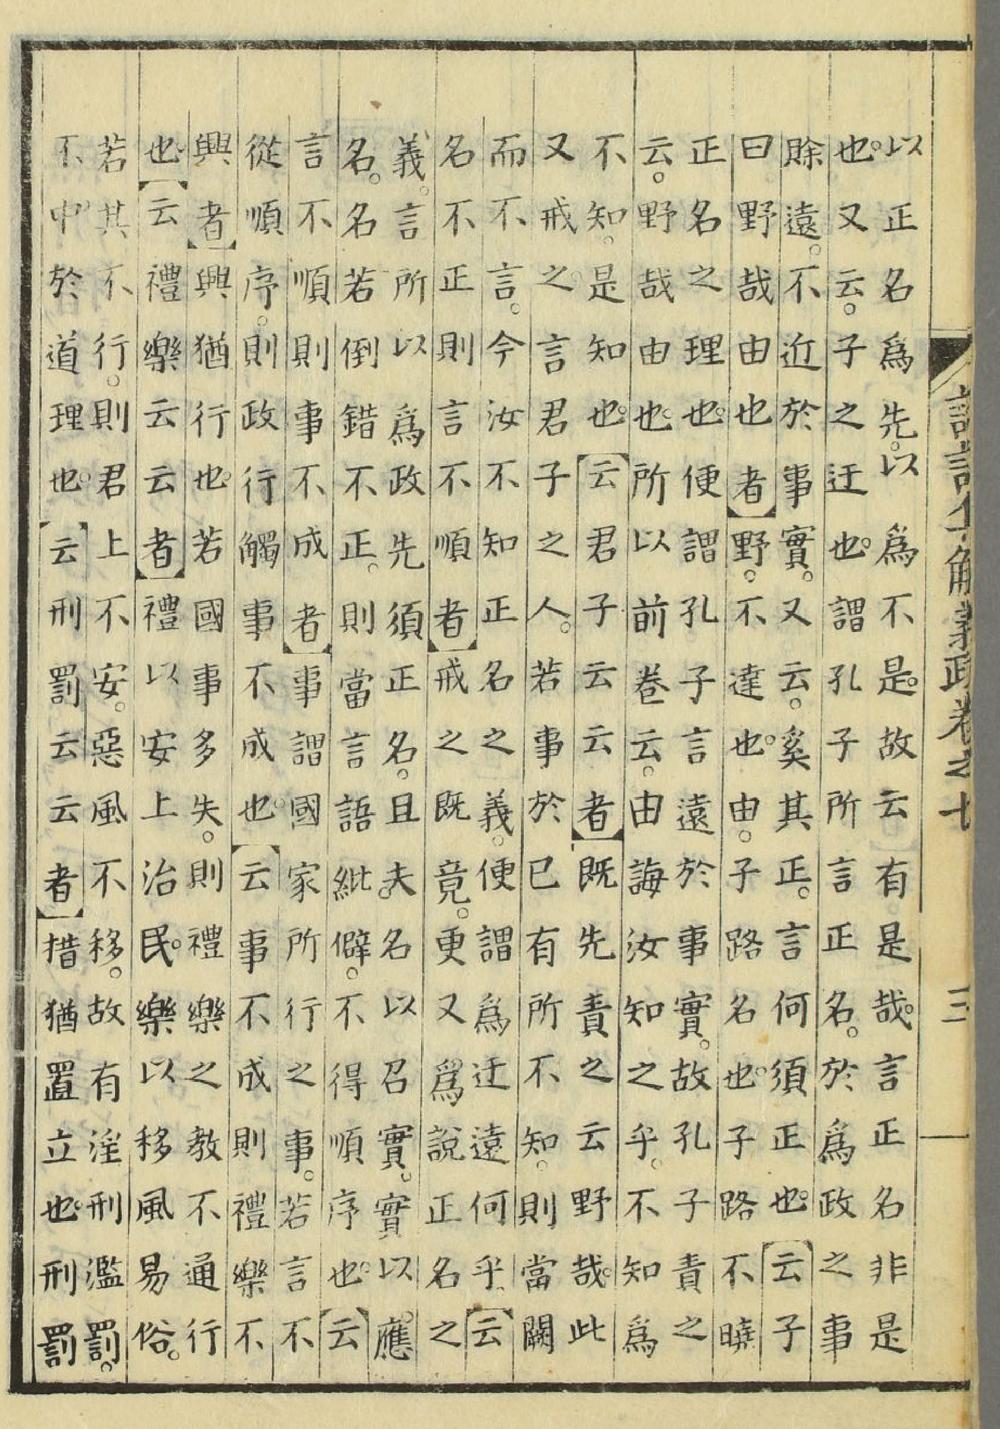 論語集解義疏卷之七
三
以正名爲先。以爲不是。故云有是哉。言正名非是
也。又云。子之迂也。謂孔子所言正名。於爲政之事
賖遠。不近於事實。又云。奚其正。言何須正也。云子
曰野哉由也者野。不達也。由。子路名也。子路不曉
正名之理也。便謂孔子言遠於事實。故孔子責之
云。野哉由也。所以前卷云。由誨汝知之乎。不知爲
不知。是知也。云君子云云者既先責之云野哉。此
又戒之言君子之人。若事於已有所不知。則當闕
而不言。今汝不知正名之義。便謂爲迂遠何乎。云
名不正則言不順者戒之既竟。更又爲說正名之
義。言所以爲政先須正名。且夫名以召實。實以應
名。名若倒錯不正。則當言語紕僻。不得順序也。云
言不順則事不成者事謂國家所行之事。若言不
從順序。則政行觸事不成也。云事不成則禮樂不
興者興猶行也。若國事多失。則禮樂之教不通行
也。云禮樂云云者禮以安上治民。樂以移風易俗。
若其不行。則君上不安。惡風不移。故有淫刑濫罰。
不中於道理也。云刑罰云云者措猶置立也。刑罰